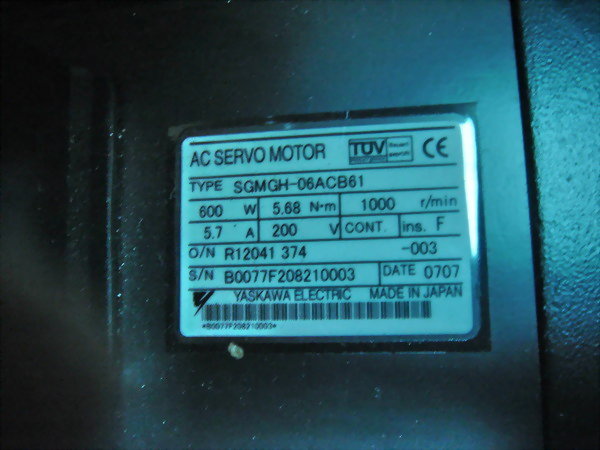 AC SERVO MOTOR TÜV CE
TYPE SGMGH-06ACB61
600 W 5.68 N·m 1000 r/min
5.7 A 200 V CONT. ins. F
O/N R12041 374 -003
S/N B0077F208210003 DATE 0707
YASKAWA ELECTRIC MADE IN JAPAN
*B0077F208210003*